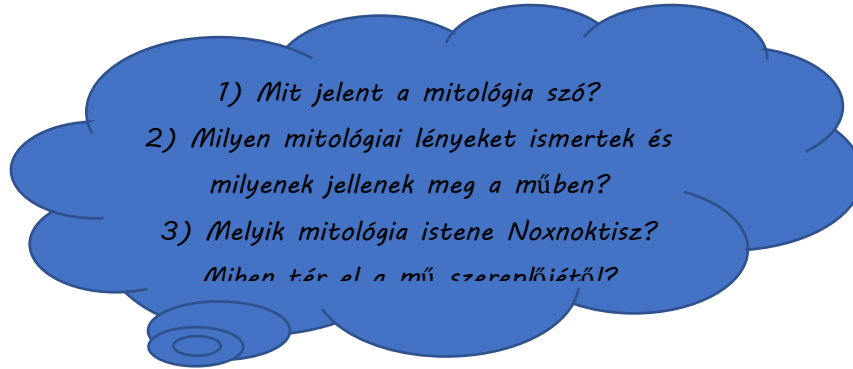 1) Mit jelent a mitológia szó?
2) Milyen mitológiai lényeket ismertek és
milyenek jellenek meg a műben?
3) Melyik mitológia istene Noxnoktisz?
Miben tér el a mű szereplőjétől?